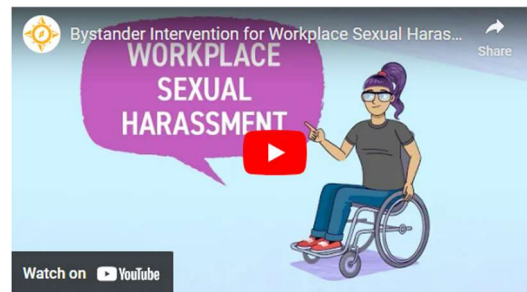 Bystander Intervention for Workplace Sexual Haras...
Share
WORKPLACE
SEXUAL
HARASSMENT
Watch on YouTube